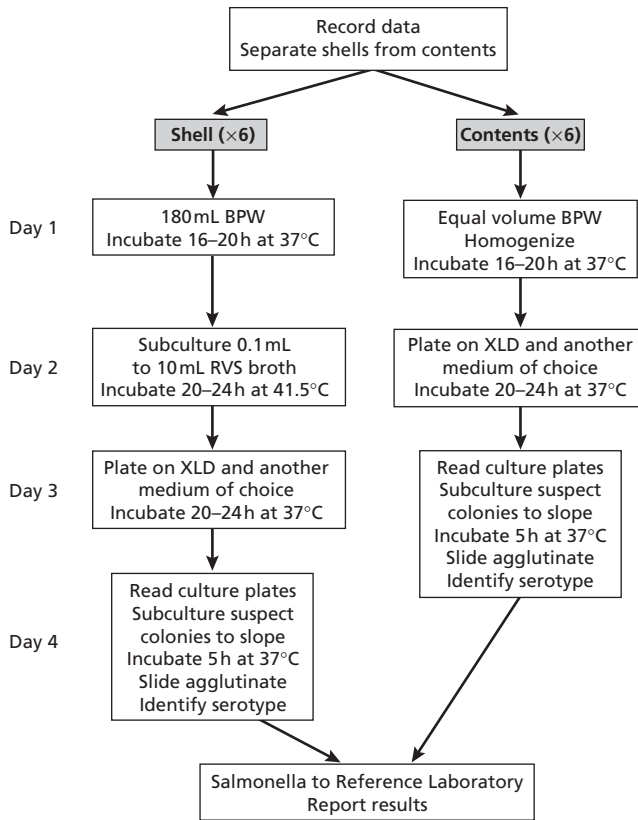 Record data
Separate shells from contents
Shell (×6)
Contents (×6)
Day 1
180 mL BPW
Incubate 16–20 h at 37°C
Equal volume BPW
Homogenize
Incubate 16–20 h at 37°C
Day 2
Subculture 0.1 mL
to 10 mL RVS broth
Incubate 20–24 h at 41.5°C
Plate on XLD and another
medium of choice
Incubate 20–24 h at 37°C
Day 3
Plate on XLD and another
medium of choice
Incubate 20–24 h at 37°C
Read culture plates
Subculture suspect
colonies to slope
Incubate 5 h at 37°C
Slide agglutinate
Identify serotype
Day 4
Read culture plates
Subculture suspect
colonies to slope
Incubate 5 h at 37°C
Slide agglutinate
Identify serotype
Salmonella to Reference Laboratory
Report results